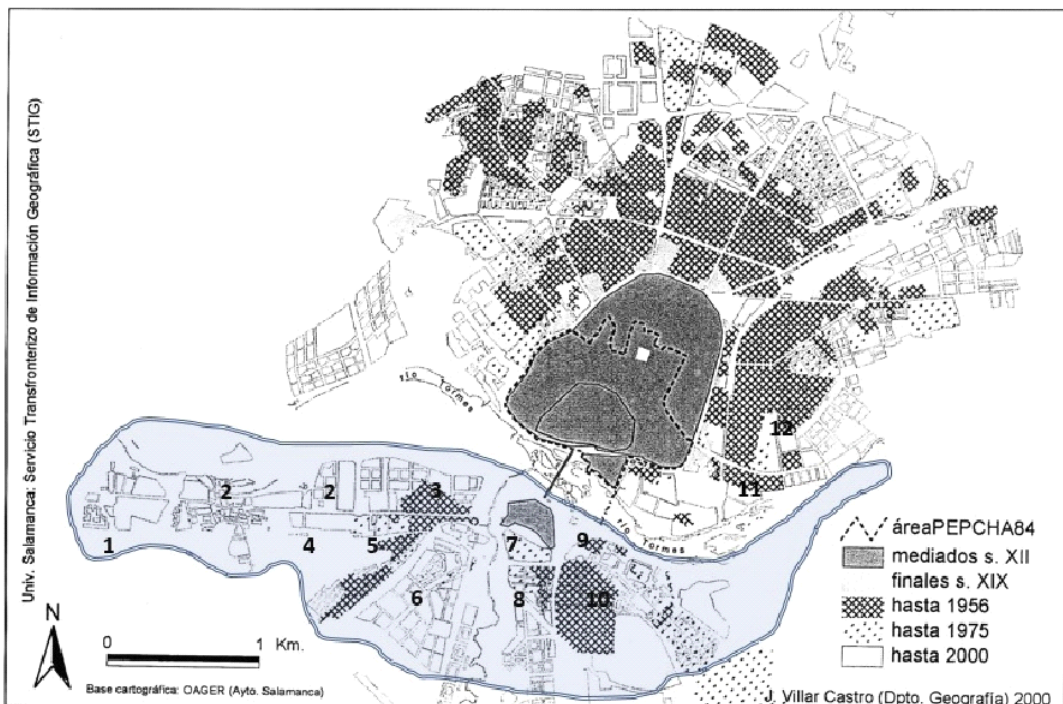 Univ. Salamanca: Servicio Transfronterizo de Información Geográfica (STIG)
río Tormes
1
2
2
3
4
5
6
7
8
9
10
11
12
río Tormes
áreaPEPCHA84
mediados s. XII
finales s. XIX
hasta 1956
hasta 1975
hasta 2000
N
0 1 Km.
Base cartográfica: OAGER (Ayto. Salamanca)
J. Villar Castro (Dpto. Geografía) 2000